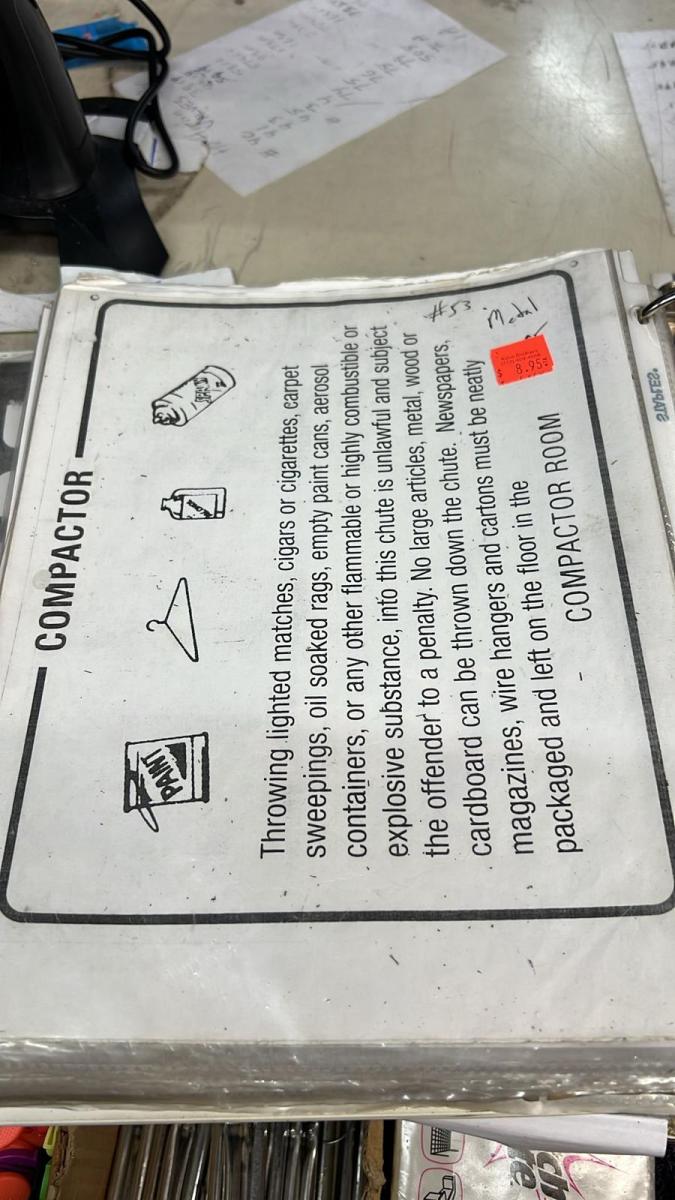 COMPACTOR
PAINT
Throwing lighted matches, cigars or cigarettes, carpet
sweepings, oil soaked rags, empty paint cans, aerosol
containers, or any other flammable or highly combustible or
explosive substance, into this chute is unlawful and subject
the offender to a penalty. No large articles, metal, wood or
cardboard can be thrown down the chute. Newspapers,
magazines, wire hangers and cartons must be neatly
packaged and left on the floor in the
COMPACTOR ROOM
#53
$ 8.95
STAPLES